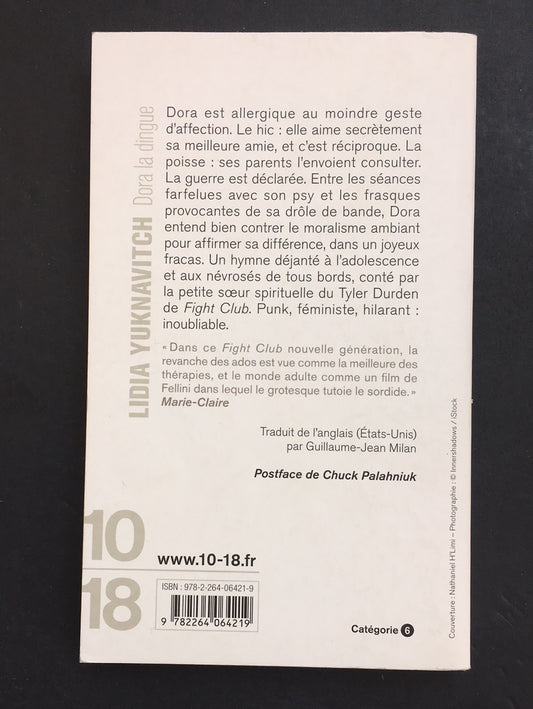 LIDIA YUKNAVITCH Dora la dingue
Dora est allergique au moindre geste
d'affection. Le hic : elle aime secrètement
sa meilleure amie, et c'est réciproque. La
poisse : ses parents l'envoient consulter.
La guerre est déclarée. Entre les séances
farfelues avec son psy et les frasques
provocantes de sa drôle de bande, Dora
entend bien contrer le moralisme ambiant
pour affirmer sa différence, dans un joyeux
fracas. Un hymne déjanté à l'adolescence
et aux névrosés de tous bords, conté par
la petite sœur spirituelle du Tyler Durden
de Fight Club. Punk, féministe, hilarant :
inoubliable.
« Dans ce Fight Club nouvelle génération, la
revanche des ados est vue comme la meilleure des
thérapies, et le monde adulte comme un film de
Fellini dans lequel le grotesque tutoie le sordide. »
Marie-Claire
Traduit de l'anglais (États-Unis)
par Guillaume-Jean Milan
Postface de Chuck Palahniuk
10
18
www.10-18.fr
ISBN : 978-2-264-06421-9
9 782264 064219
Catégorie 6
Couverture : Nathaniel H'Limi – Photographie : © Innershadows / iStock